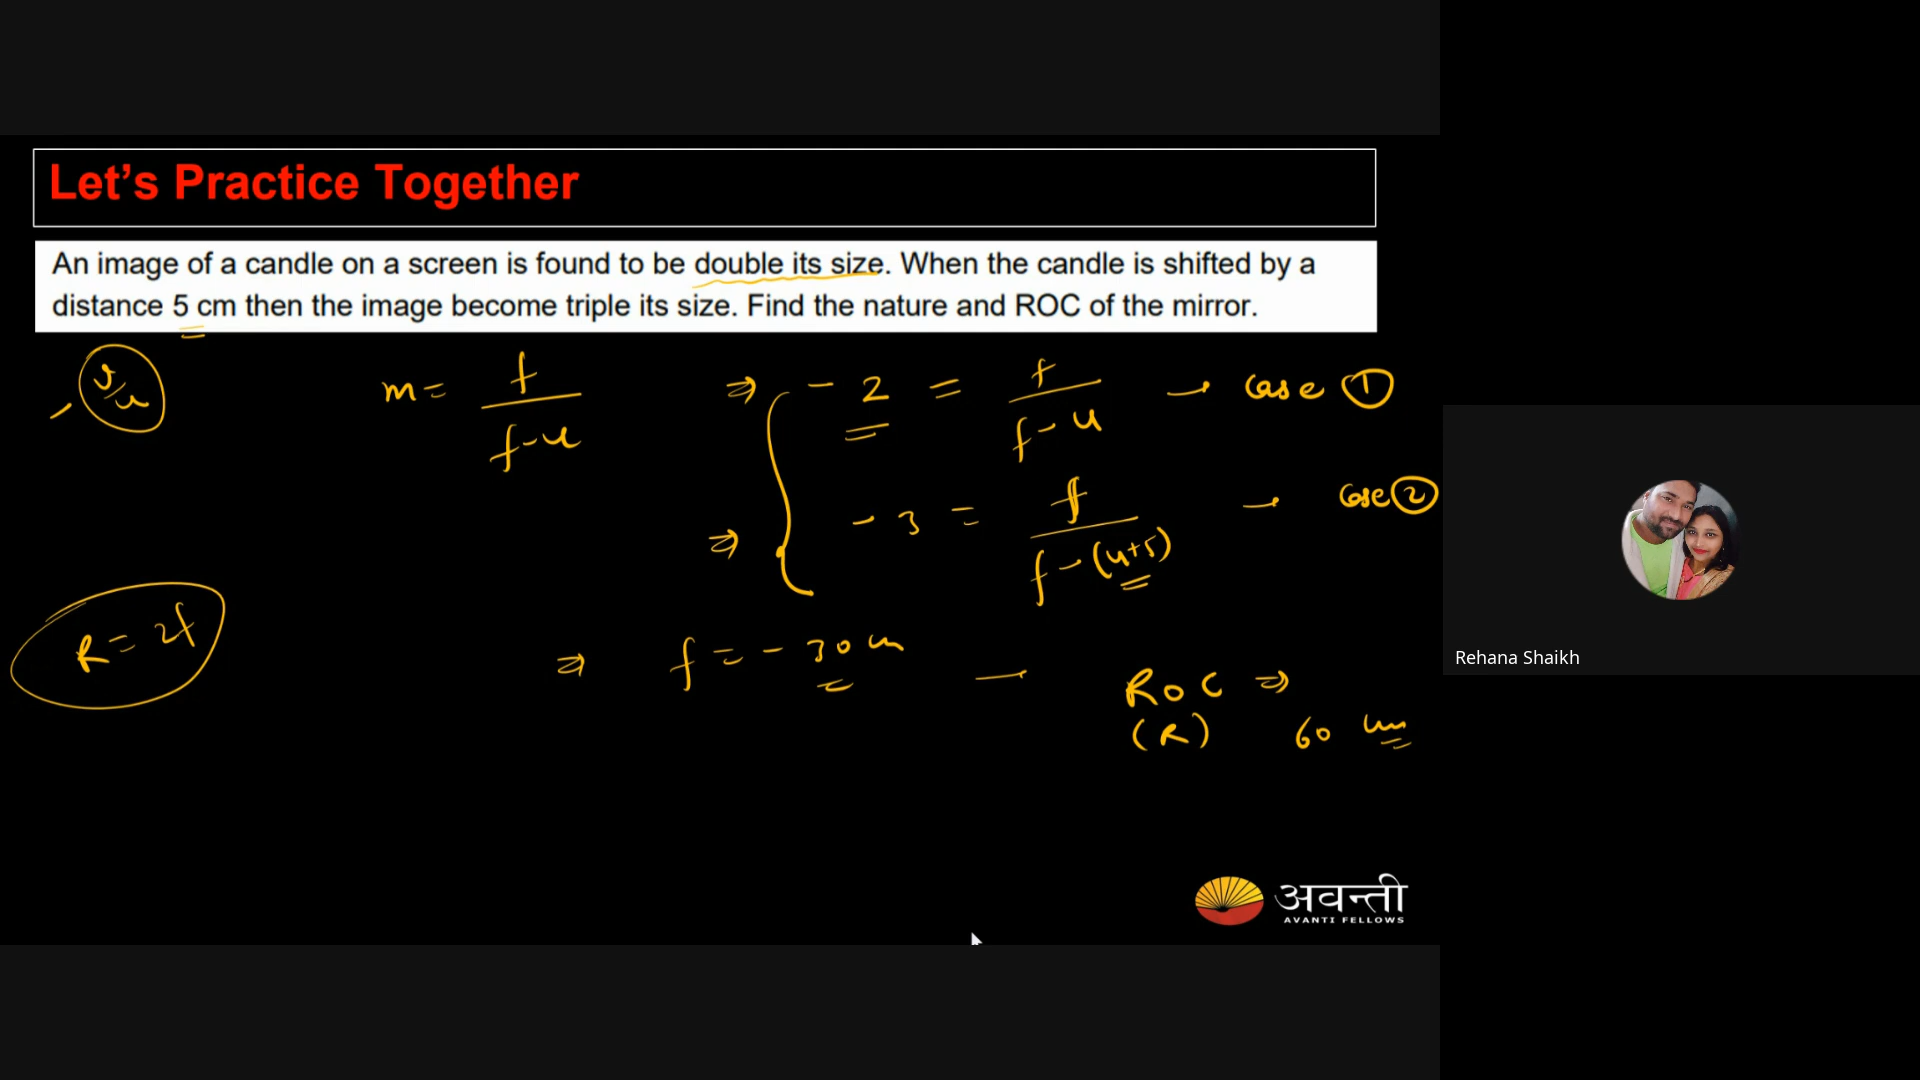 Let's Practice Together
An image of a candle on a screen is found to be double its size. When the candle is shifted by a
distance 5 cm then the image become triple its size. Find the nature and ROC of the mirror.
- v/u
m = f/(f-u) ⇒ - 2 = f/(f-u) → Case ①
⇒ - 3 = f/(f-(u+5)) → Case ②
R = 2f
⇒ f = - 30 cm — ROC ⇒
(R) 60 cm
Rehana Shaikh
अवन्ती
AVANTI FELLOWS